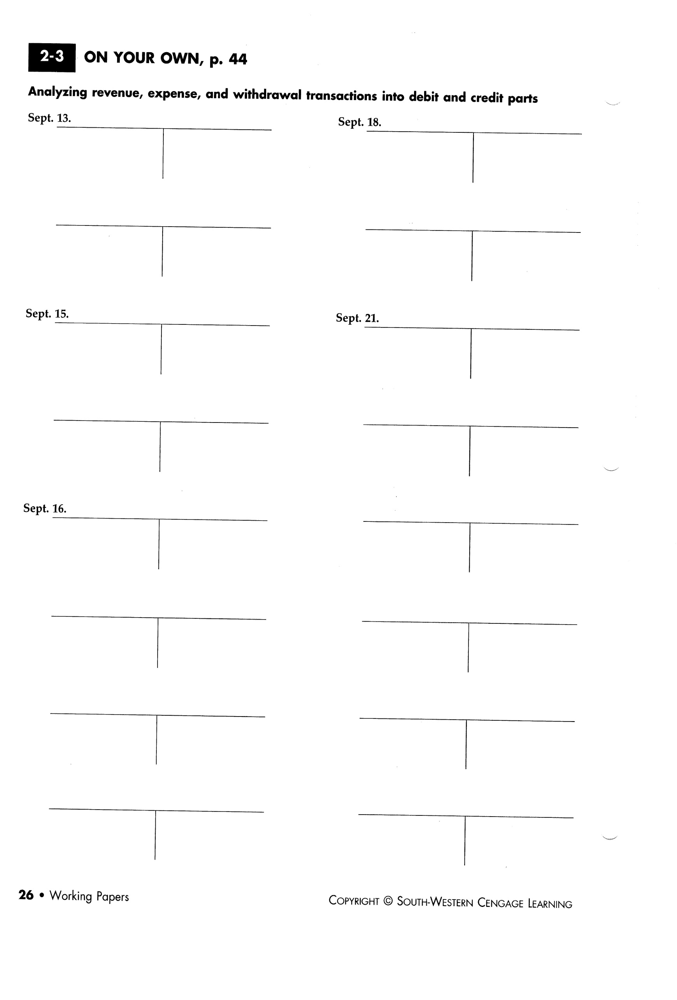 2-3 ON YOUR OWN, p. 44
Analyzing revenue, expense, and withdrawal transactions into debit and credit parts
Sept. 13.
Sept. 15.
Sept. 16.
Sept. 18.
Sept. 21.
26 • Working Papers
COPYRIGHT © SOUTH-WESTERN CENGAGE LEARNING